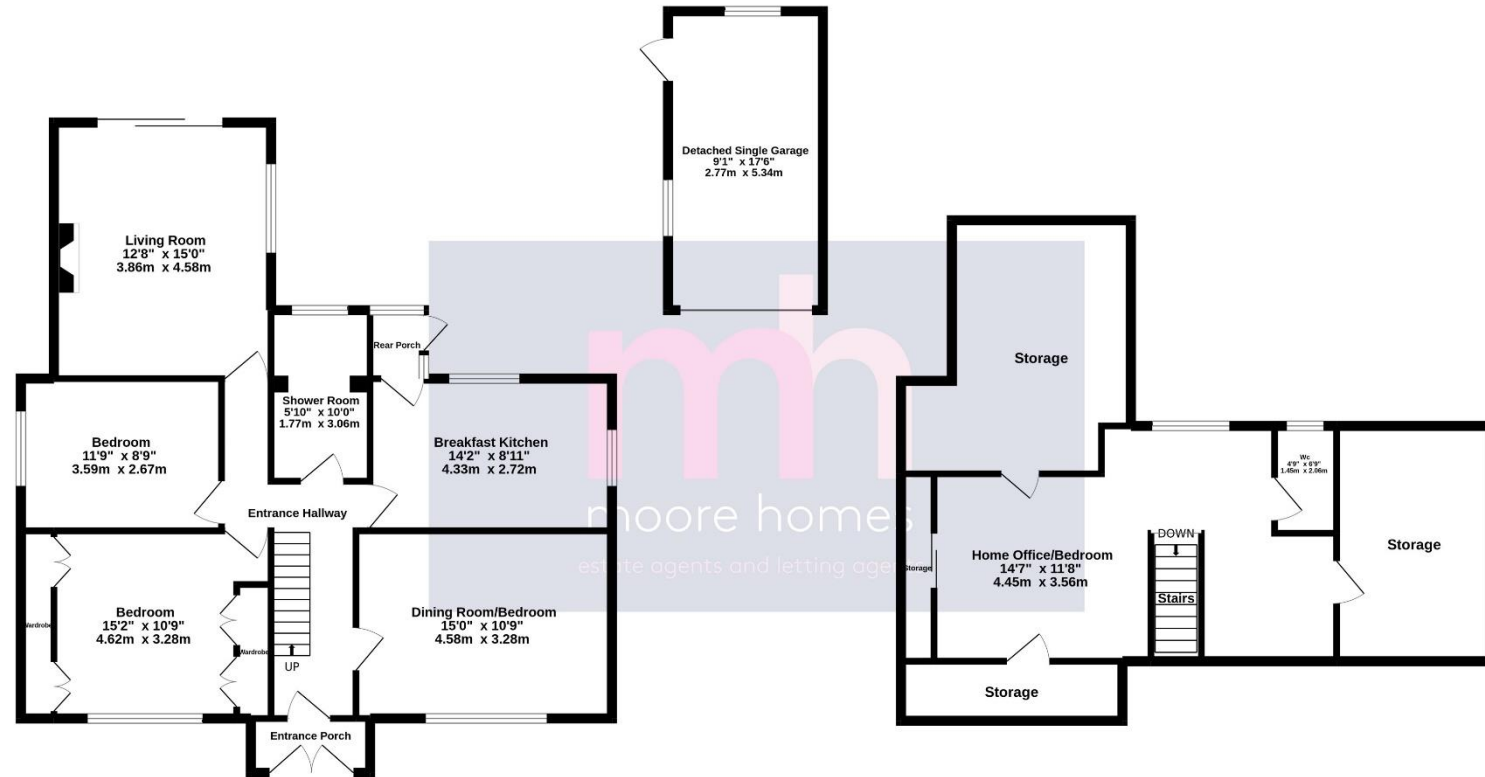 Detached Single Garage
9'1" x 17'6"
2.77m x 5.34m
Living Room
12'8" x 15'0"
3.86m x 4.58m
Rear Porch
Shower Room
5'10" x 10'0"
1.77m x 3.06m
Bedroom
11'9" x 8'9"
3.59m x 2.67m
Breakfast Kitchen
14'2" x 8'11"
4.33m x 2.72m
Entrance Hallway
Bedroom
15'2" x 10'9"
4.62m x 3.28m
Wardrobe
Wardrobe
UP
Dining Room/Bedroom
15'0" x 10'9"
4.58m x 3.28m
Entrance Porch
mh
moore homes
estate agents and letting agents
Storage
Wc
4'9" x 6'9"
1.45m x 2.06m
Storage
Home Office/Bedroom
14'7" x 11'8"
4.45m x 3.56m
Storage
DOWN
Stairs
Storage